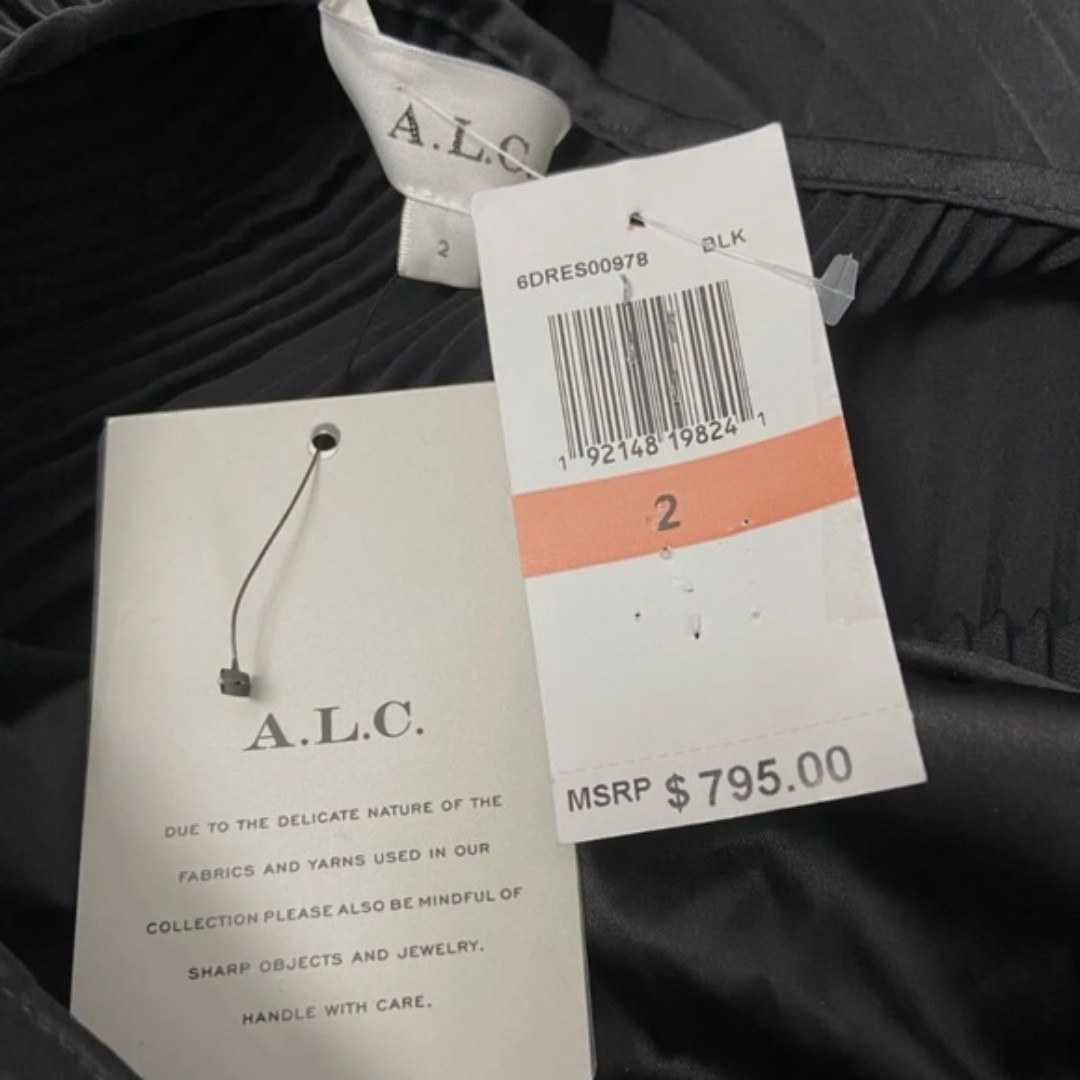 A.L.C.
2
6DRES00978 BLK
1 92148 19824 1
2
MSRP $795.00
A.L.C.
DUE TO THE DELICATE NATURE OF THE
FABRICS AND YARNS USED IN OUR
COLLECTION PLEASE ALSO BE MINDFUL OF
SHARP OBJECTS AND JEWELRY.
HANDLE WITH CARE.